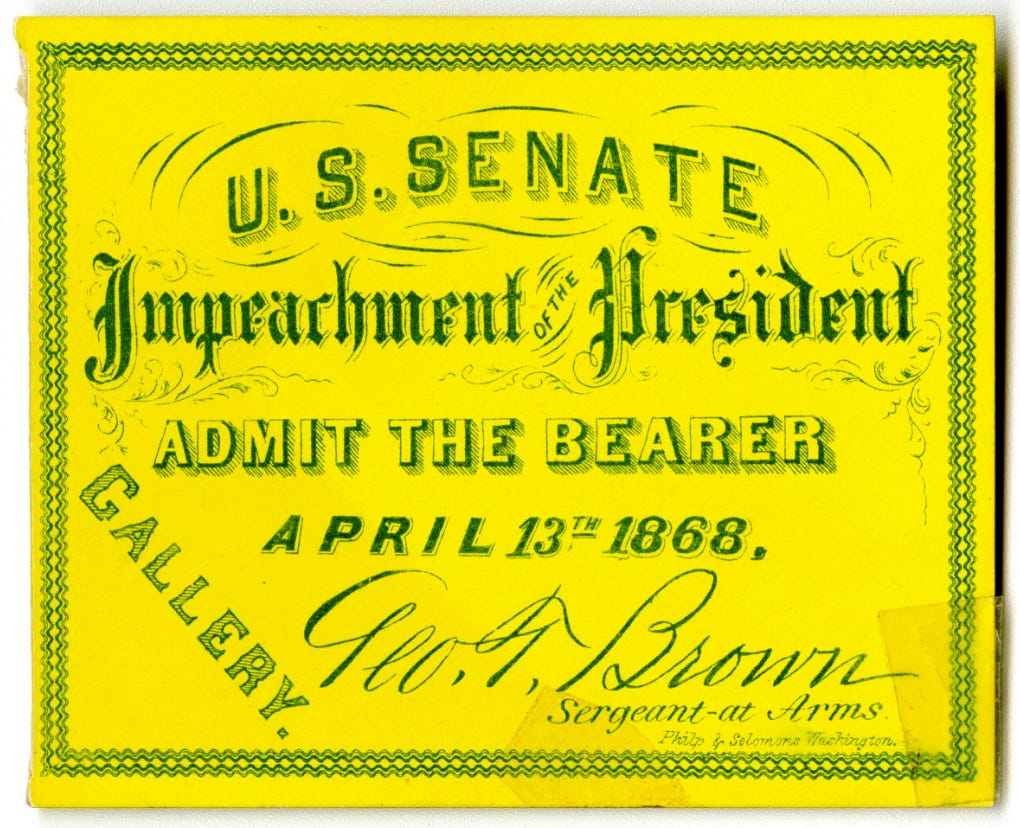 U. S. SENATE
Impeachment OF THE President
ADMIT THE BEARER
GALLERY.
APRIL 13TH 1868.
Geo. T. Brown
Sergeant-at Arms.
Philp & Solomons Washington.